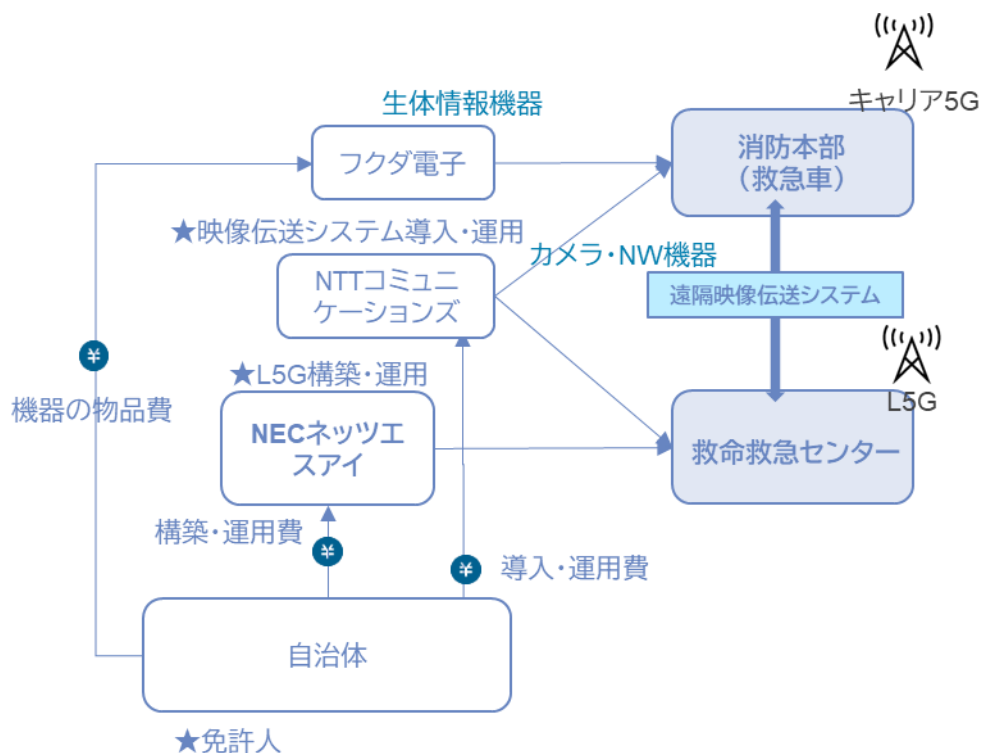 キャリア5G
生体情報機器
フクダ電子
消防本部
（救急車）
★映像伝送システム導入・運用
カメラ・NW機器
NTTコミュニ
ケーションズ
遠隔映像伝送システム
¥
★L5G構築・運用
L5G
機器の物品費
NECネッツエ
スアイ
救命救急センター
構築・運用費
¥
¥
導入・運用費
自治体
★免許人